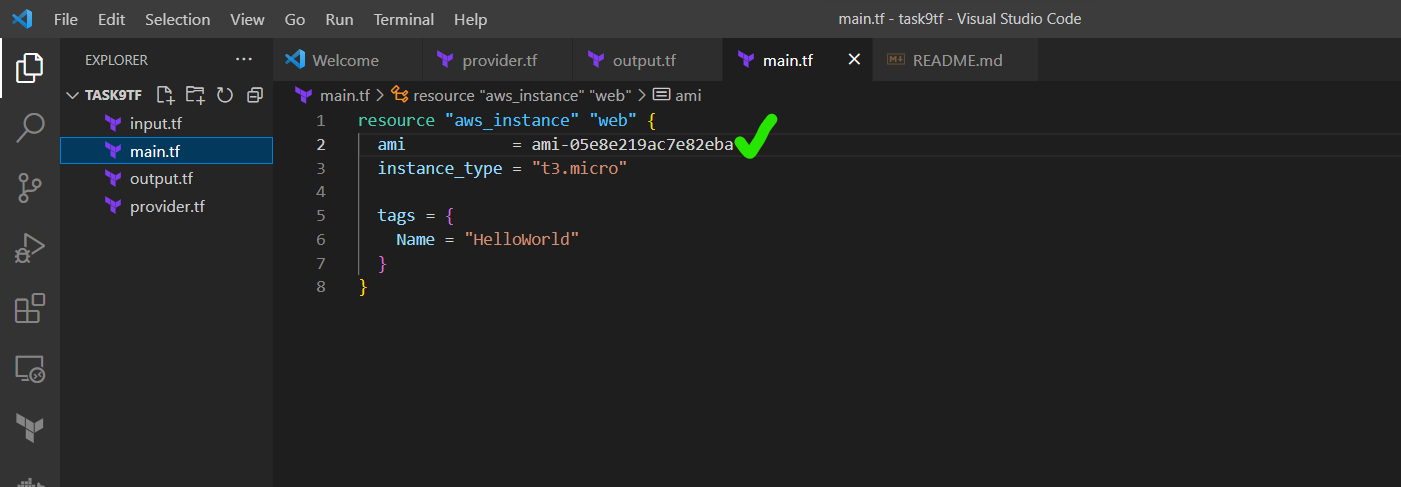 File Edit Selection View Go Run Terminal Help main.tf - task9tf - Visual Studio Code
EXPLORER ...
Welcome provider.tf output.tf main.tf README.md
TASK9TF
input.tf
main.tf
output.tf
provider.tf
main.tf > resource "aws_instance" "web" > ami
1 resource "aws_instance" "web" {
2 ami = ami-05e8e219ac7e82eba
3 instance_type = "t3.micro"
4
5 tags = {
6 Name = "HelloWorld"
7 }
8 }